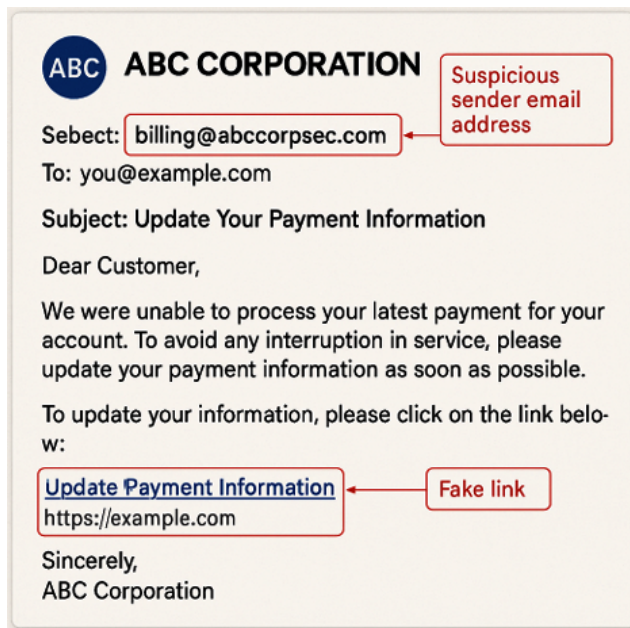 ABC ABC CORPORATION
Suspicious
sender email
address
Sebect: billing@abccorpsec.com
To: you@example.com
Subject: Update Your Payment Information
Dear Customer,
We were unable to process your latest payment for your
account. To avoid any interruption in service, please
update your payment information as soon as possible.
To update your information, please click on the link belo-
w:
Update Payment Information
Fake link
https://example.com
Sincerely,
ABC Corporation